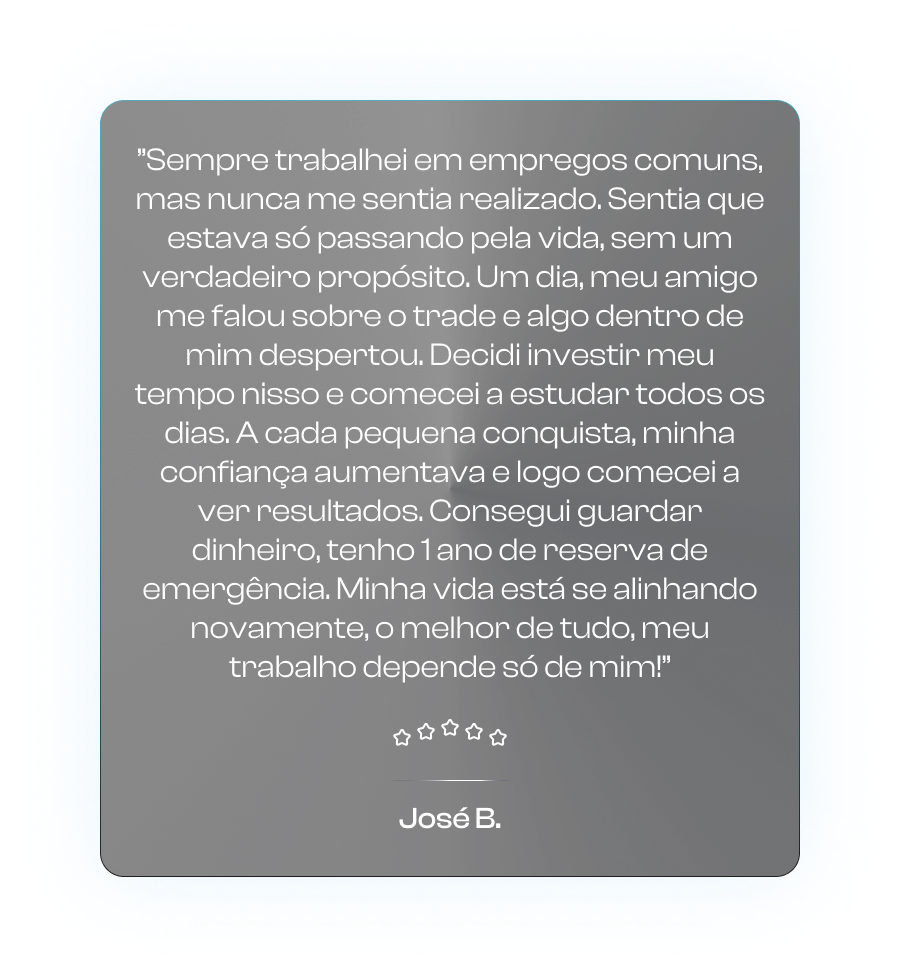 ”Sempre trabalhei em empregos comuns,
mas nunca me sentia realizado. Sentia que
estava só passando pela vida, sem um
verdadeiro propósito. Um dia, meu amigo
me falou sobre o trade e algo dentro de
mim despertou. Decidi investir meu
tempo nisso e comecei a estudar todos os
dias. A cada pequena conquista, minha
confiança aumentava e logo comecei a
ver resultados. Consegui guardar
dinheiro, tenho 1 ano de reserva de
emergência. Minha vida está se alinhando
novamente, o melhor de tudo, meu
trabalho depende só de mim!”
José B.